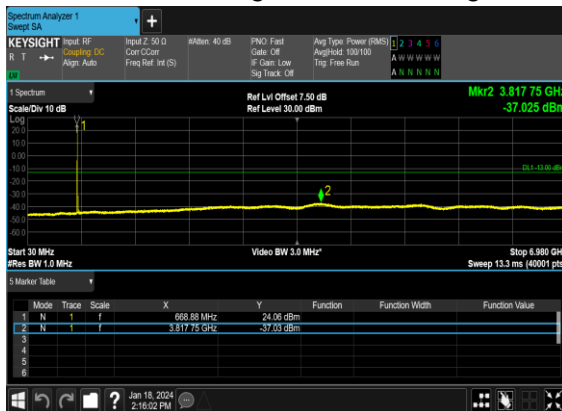 Spectrum Analyzer 1
Swept SA
+
KEYSIGHT Input: RF Input Z: 50 Ω #Atten: 40 dB PNO: Fast Avg Type: Power (RMS) 1 2 3 4 5 6
R T Coupling: DC Corr CCorr Gate: Off Avg|Hold: 100/100 A W W W W W
Align: Auto Freq Ref: Int (S) IF Gain: Low Trig: Free Run
Sig Track: Off A N N N N N
1 Spectrum Ref Lvl Offset 7.50 dB Mkr2 3.817 75 GHz
Scale/Div 10 dB Ref Level 30.00 dBm -37.025 dBm
Log
20.0
1
10.0
0.00
-10.0
DL1 -13.00 dB
-20.0
-30.0
2
-40.0
-50.0
-60.0
Start 30 MHz Video BW 3.0 MHz* Stop 6.980 GH
#Res BW 1.0 MHz Sweep 13.3 ms (40001 pts
5 Marker Table
Mode Trace Scale X Y Function Function Width Function Value
1 N 1 f 668.88 MHz 24.06 dBm
2 N 1 f 3.817 75 GHz -37.03 dBm
3
4
5
6
? Jan 18, 2024
2:16:02 PM